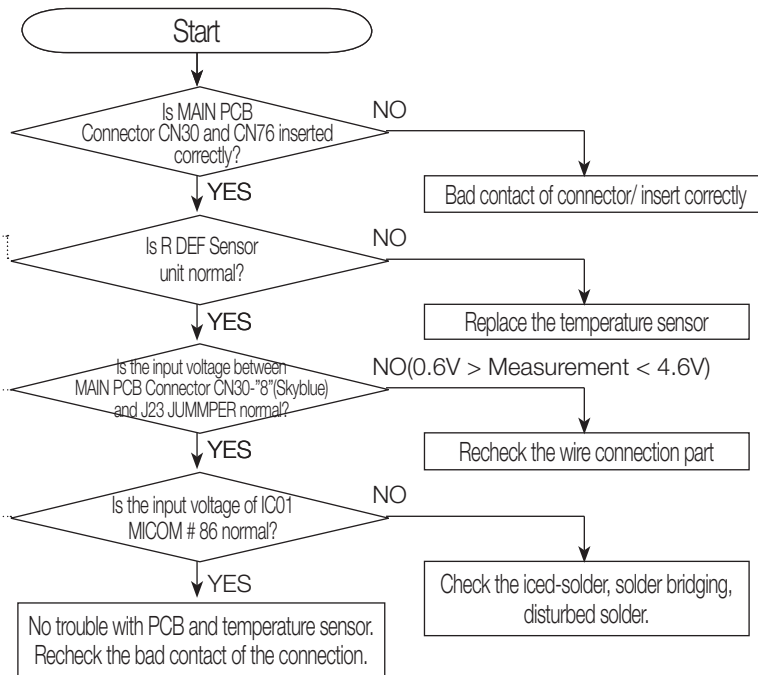 Start
Is MAIN PCB
Connector CN30 and CN76 inserted
correctly?
NO
Bad contact of connector/ insert correctly
YES
Is R DEF Sensor
unit normal?
NO
Replace the temperature sensor
YES
Is the input voltage between
MAIN PCB Connector CN30-"8"(Skyblue)
and J23 JUMMPER normal?
NO(0.6V > Measurement < 4.6V)
Recheck the wire connection part
YES
Is the input voltage of IC01
MICOM # 86 normal?
NO
Check the iced-solder, solder bridging,
disturbed solder.
YES
No trouble with PCB and temperature sensor.
Recheck the bad contact of the connection.